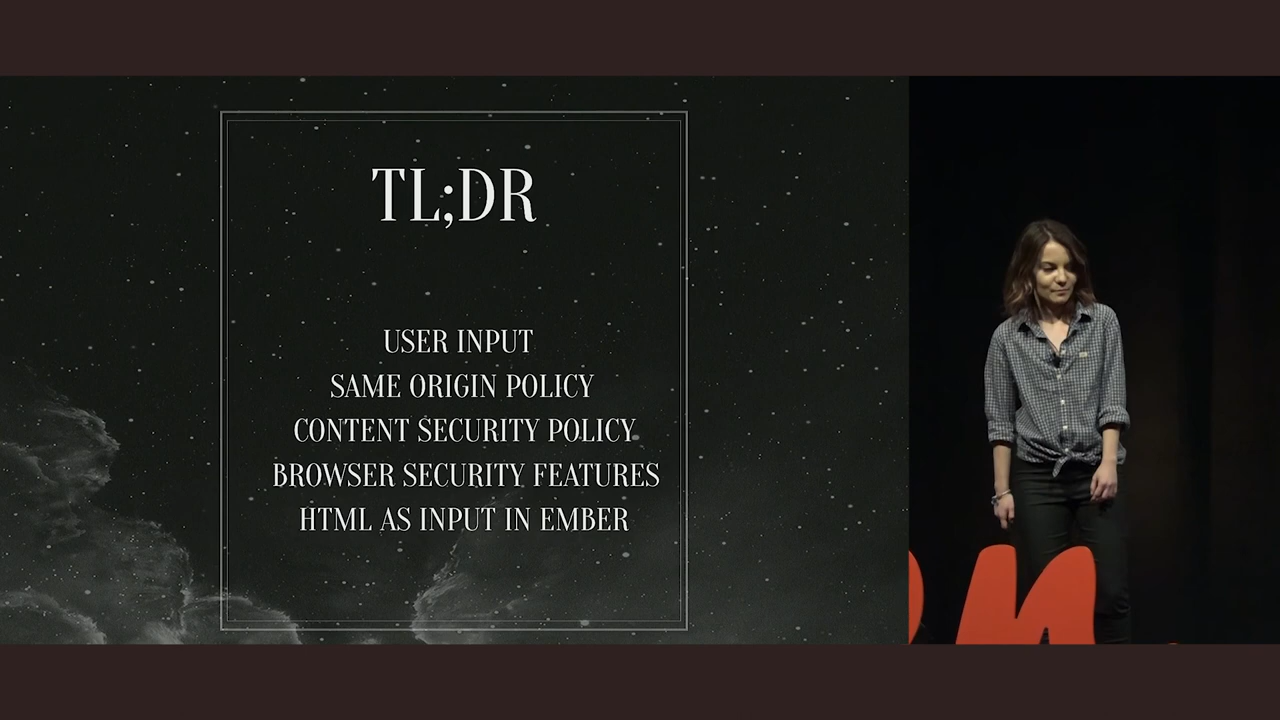 TL;DR
USER INPUT
SAME ORIGIN POLICY
CONTENT SECURITY POLICY
BROWSER SECURITY FEATURES
HTML AS INPUT IN EMBER